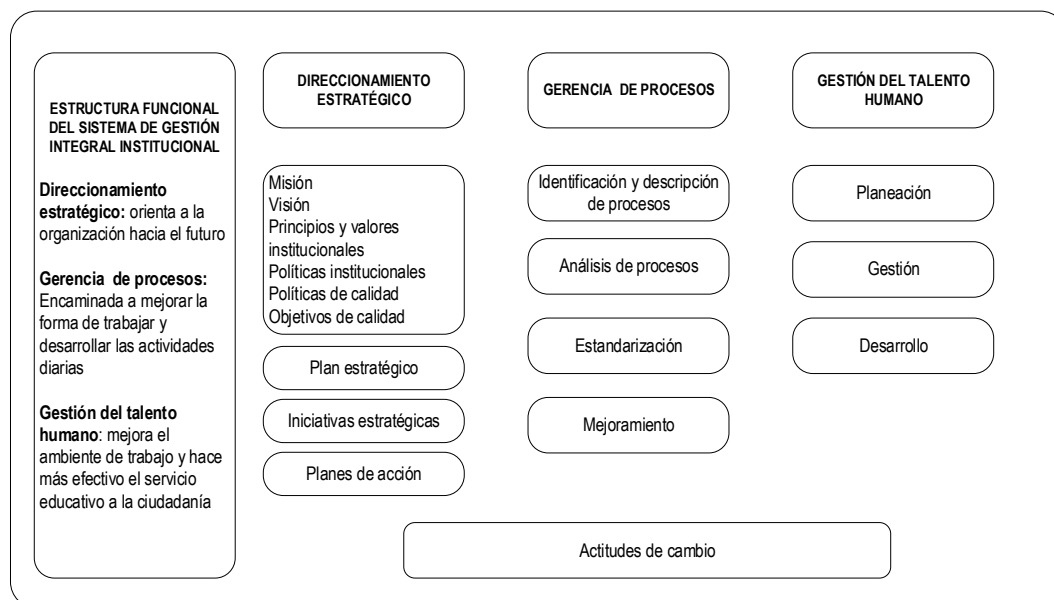 ESTRUCTURA FUNCIONAL
DEL SISTEMA DE GESTIÓN
INTEGRAL INSTITUCIONAL
Direccionamiento
estratégico: orienta a la
organización hacia el futuro
Gerencia de procesos:
Encaminada a mejorar la
forma de trabajar y
desarrollar las actividades
diarias
Gestión del talento
humano: mejora el
ambiente de trabajo y hace
más efectivo el servicio
educativo a la ciudadanía
DIRECCIONAMIENTO
ESTRATÉGICO
Misión
Visión
Principios y valores
institucionales
Políticas institucionales
Políticas de calidad
Objetivos de calidad
Plan estratégico
Iniciativas estratégicas
Planes de acción
GERENCIA DE PROCESOS
Identificación y descripción
de procesos
Análisis de procesos
Estandarización
Mejoramiento
GESTIÓN DEL TALENTO
HUMANO
Planeación
Gestión
Desarrollo
Actitudes de cambio